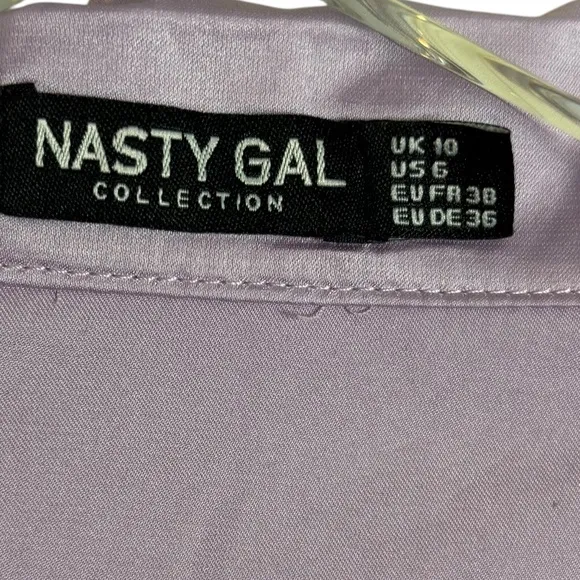 NASTY GAL
COLLECTION
UK 10
US 6
EU FR 38
EU DE 36